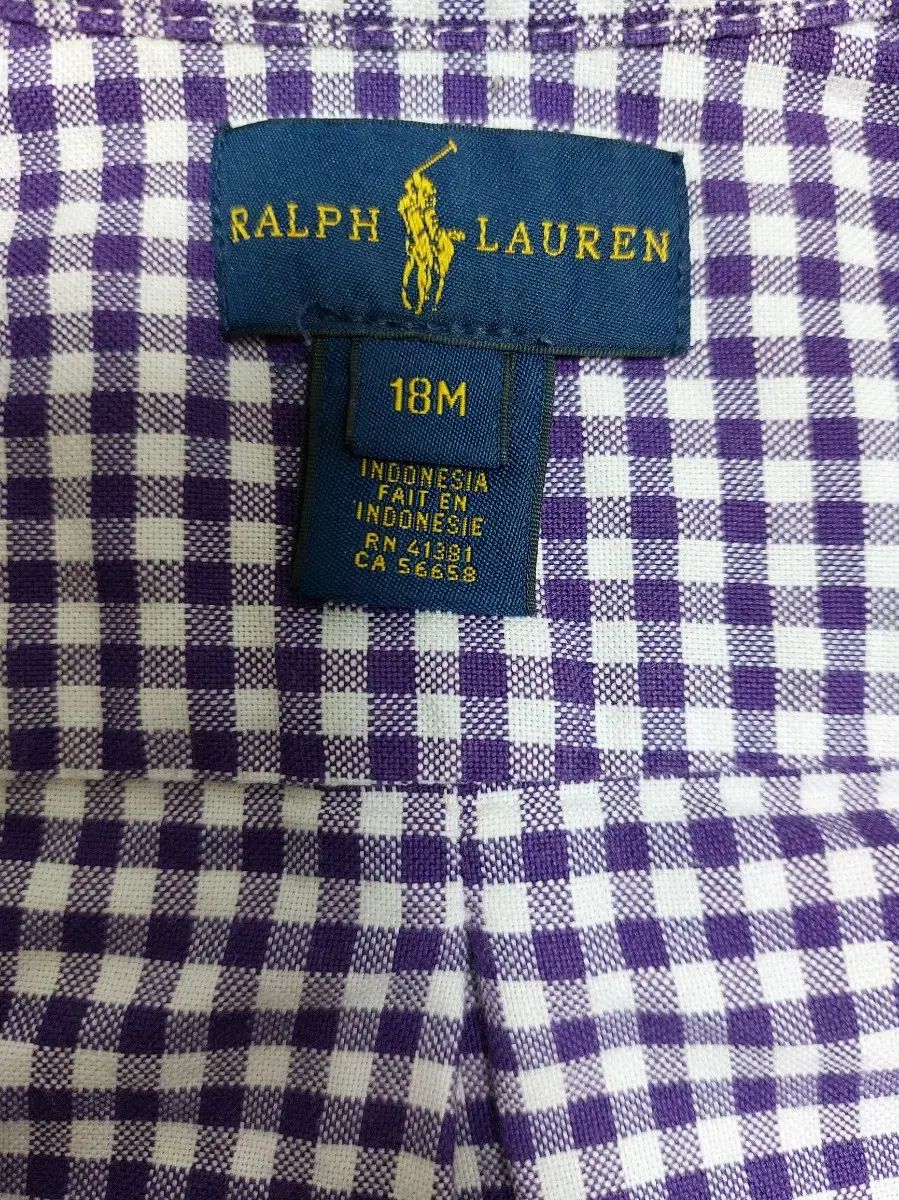 RALPH LAUREN
18M
INDONESIA
FAIT EN
INDONESIE
RN 41381
CA 56658